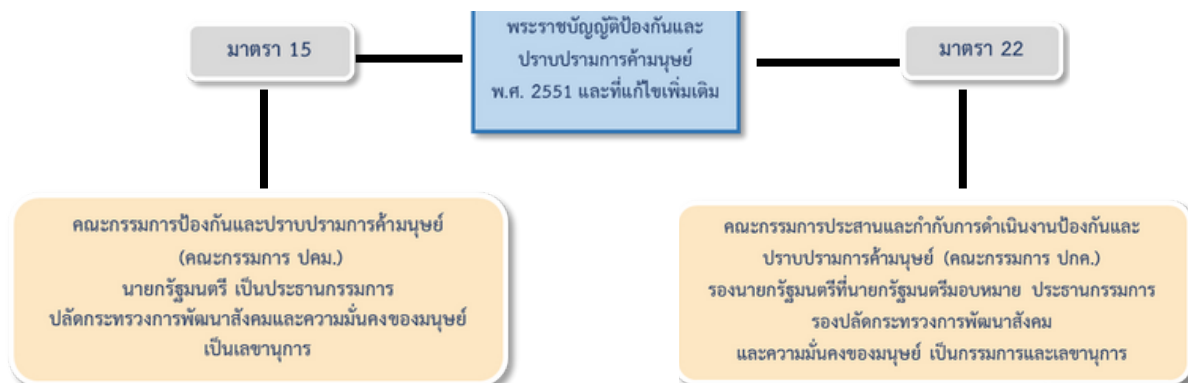 พระราชบัญญัติป้องกันและ
ปราบปรามการค้ามนุษย์
พ.ศ. 2551 และที่แก้ไขเพิ่มเติม
มาตรา 15
มาตรา 22
คณะกรรมการป้องกันและปราบปรามการค้ามนุษย์
(คณะกรรมการ ปคม.)
นายกรัฐมนตรี เป็นประธานกรรมการ
ปลัดกระทรวงการพัฒนาสังคมและความมั่นคงของมนุษย์
เป็นเลขานุการ
คณะกรรมการประสานและกำกับการดำเนินงานป้องกันและ
ปราบปรามการค้ามนุษย์ (คณะกรรมการ ปกค.)
รองนายกรัฐมนตรีที่นายกรัฐมนตรีมอบหมาย ประธานกรรมการ
รองปลัดกระทรวงการพัฒนาสังคม
และความมั่นคงของมนุษย์ เป็นกรรมการและเลขานุการ